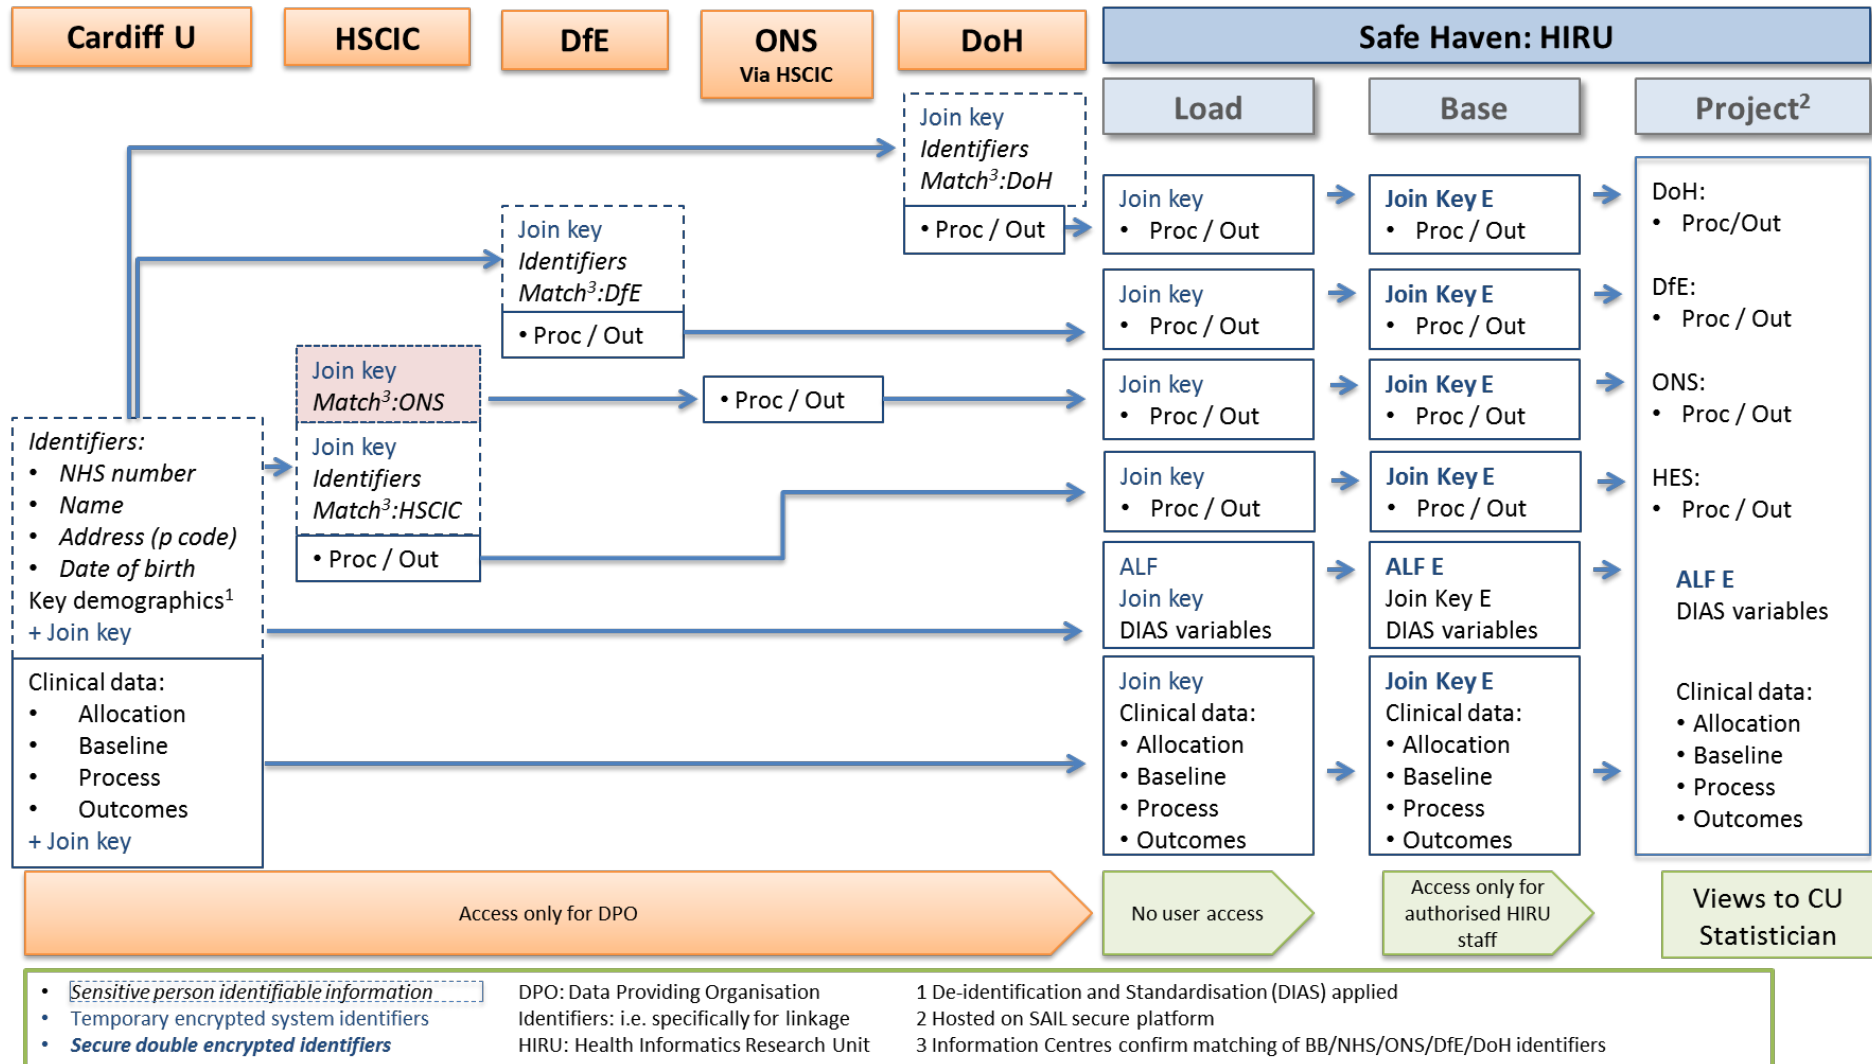 Cardiff U
HSCIC
DfE
ONS
Via HSCIC
DoH
Safe Haven: HIRU
Load
Base
Project2
Join key
Identifiers
Match3:DoH
• Proc / Out
Join key
Identifiers
Match3:DfE
• Proc / Out
Join key
Match3:ONS
Join key
Identifiers
Match3:HSCIC
• Proc / Out
• Proc / Out
Identifiers:
• NHS number
• Name
• Address (p code)
• Date of birth
Key demographics1
+ Join key
Clinical data:
• Allocation
• Baseline
• Process
• Outcomes
+ Join key
Join key
• Proc / Out
Join key
• Proc / Out
Join key
• Proc / Out
Join key
• Proc / Out
ALF
Join key
DIAS variables
Join key
Clinical data:
• Allocation
• Baseline
• Process
• Outcomes
Join Key E
• Proc / Out
Join Key E
• Proc / Out
Join Key E
• Proc / Out
Join Key E
• Proc / Out
ALF E
Join Key E
DIAS variables
Join Key E
Clinical data:
• Allocation
• Baseline
• Process
• Outcomes
DoH:
• Proc/Out
DfE:
• Proc / Out
ONS:
• Proc / Out
HES:
• Proc / Out
ALF E
DIAS variables
Clinical data:
• Allocation
• Baseline
• Process
• Outcomes
Access only for DPO
No user access
Access only for
authorised HIRU
staff
Views to CU
Statistician
• Sensitive person identifiable information
• Temporary encrypted system identifiers
• Secure double encrypted identifiers
DPO: Data Providing Organisation
Identifiers: i.e. specifically for linkage
HIRU: Health Informatics Research Unit
1 De-identification and Standardisation (DIAS) applied
2 Hosted on SAIL secure platform
3 Information Centres confirm matching of BB/NHS/ONS/DfE/DoH identifiers